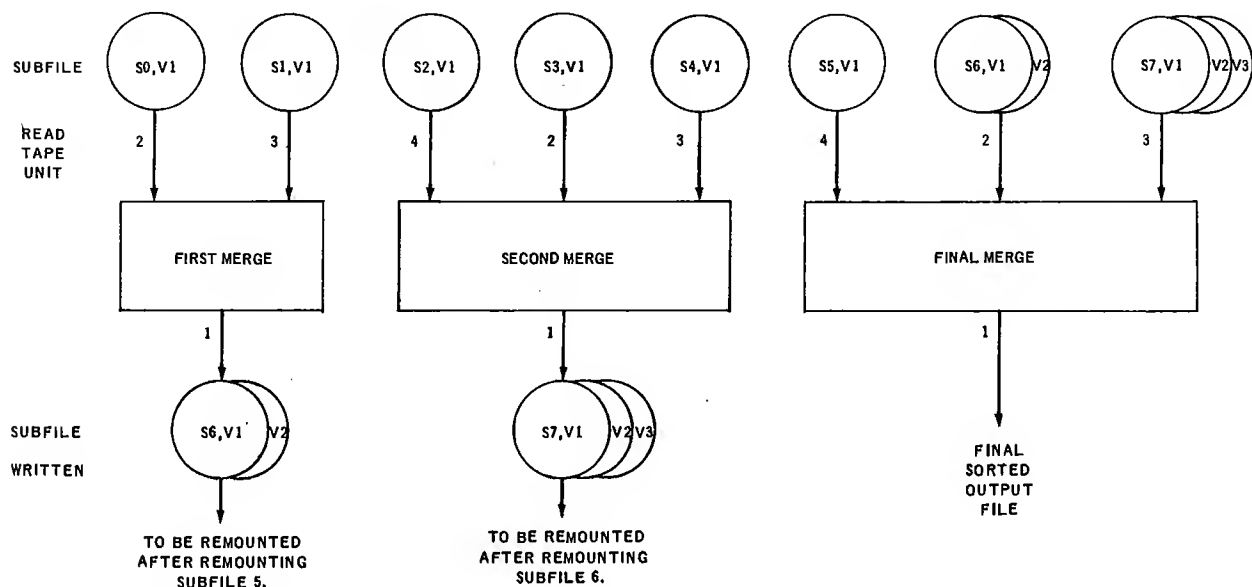 SUBFILE S0,V1 S1,V1 S2,V1 S3,V1 S4,V1 S5,V1 S6,V1 V2 S7,V1 V2 V3
READ
TAPE
UNIT
2 3 4 2 3 4 2 3
FIRST MERGE SECOND MERGE FINAL MERGE
1 1 1
SUBFILE
WRITTEN
S6,V1 V2 S7,V1 V2 V3
FINAL
SORTED
OUTPUT
FILE
TO BE REMOUNTED
AFTER REMOUNTING
SUBFILE 5.
TO BE REMOUNTED
AFTER REMOUNTING
SUBFILE 6.